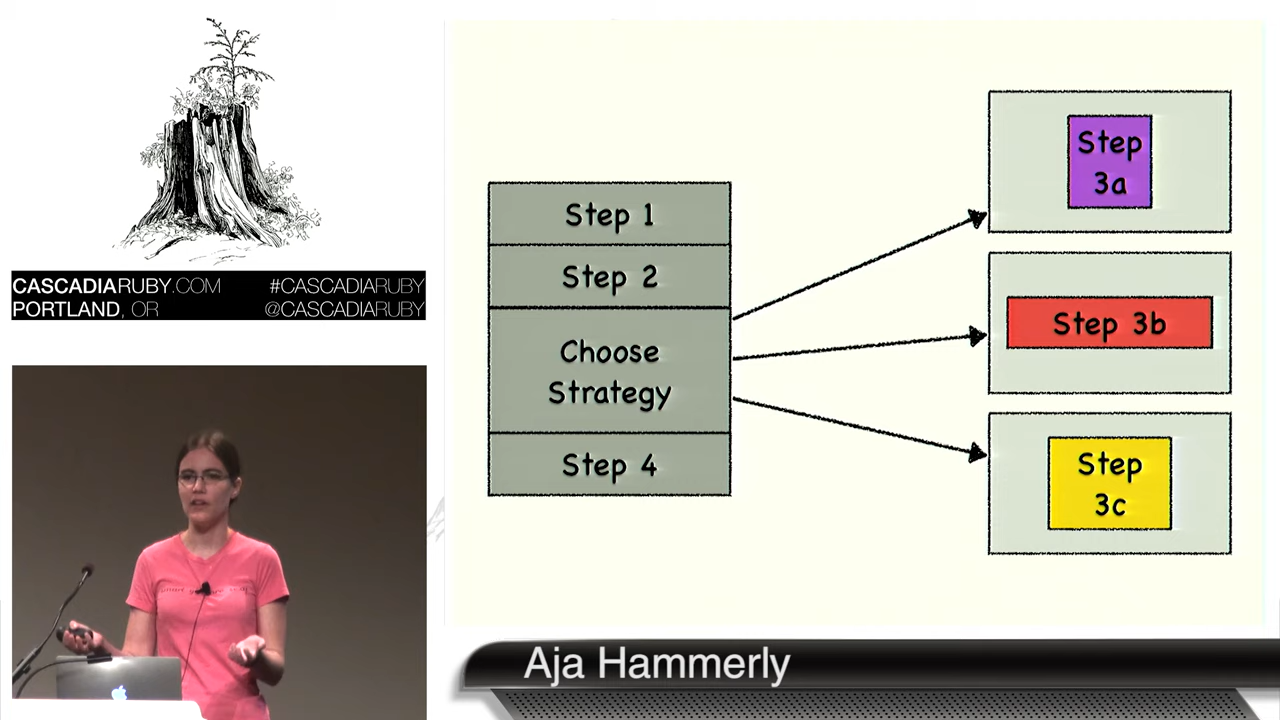 CASCADIARUBY.COM #CASCADIARUBY
PORTLAND, OR @CASCADIARUBY
Step 1
Step 2
Choose
Strategy
Step 4
Step
3a
Step 3b
Step
3c
Aja Hammerly